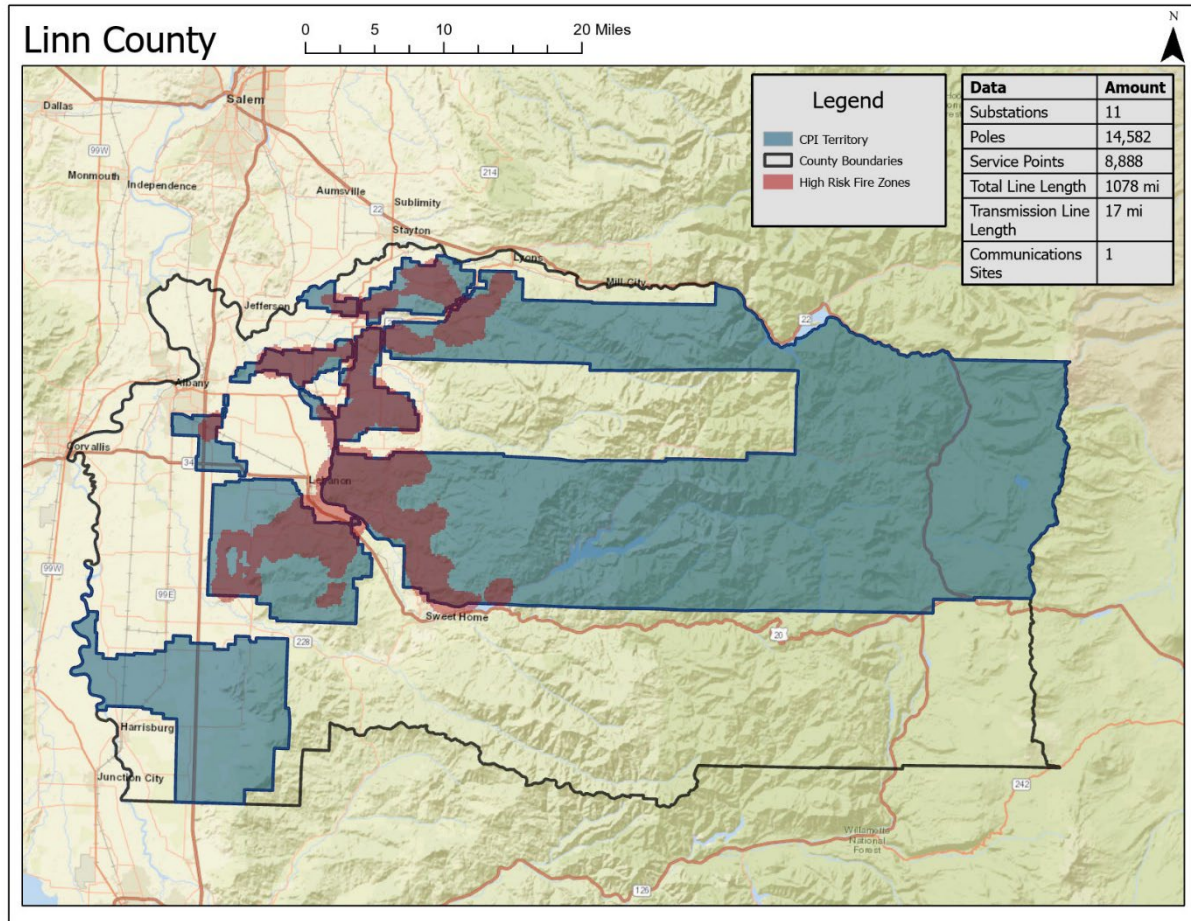 Linn County
0 5 10 20 Miles
N
Legend
CPI Territory
County Boundaries
High Risk Fire Zones
Data Amount
Substations 11
Poles 14,582
Service Points 8,888
Total Line Length 1078 mi
Transmission Line
Length 17 mi
Communications
Sites 1
Dallas
Salem
99W
Monmouth
Independence
214
Aumsville
22
Sublimity
Stayton
Lyons
Mill City
Jefferson
22
Albany
Corvallis
34
Lebanon
99W
99E
Sweet Home
20
228
Harrisburg
Junction City
242
Willamette
National
Forest
126